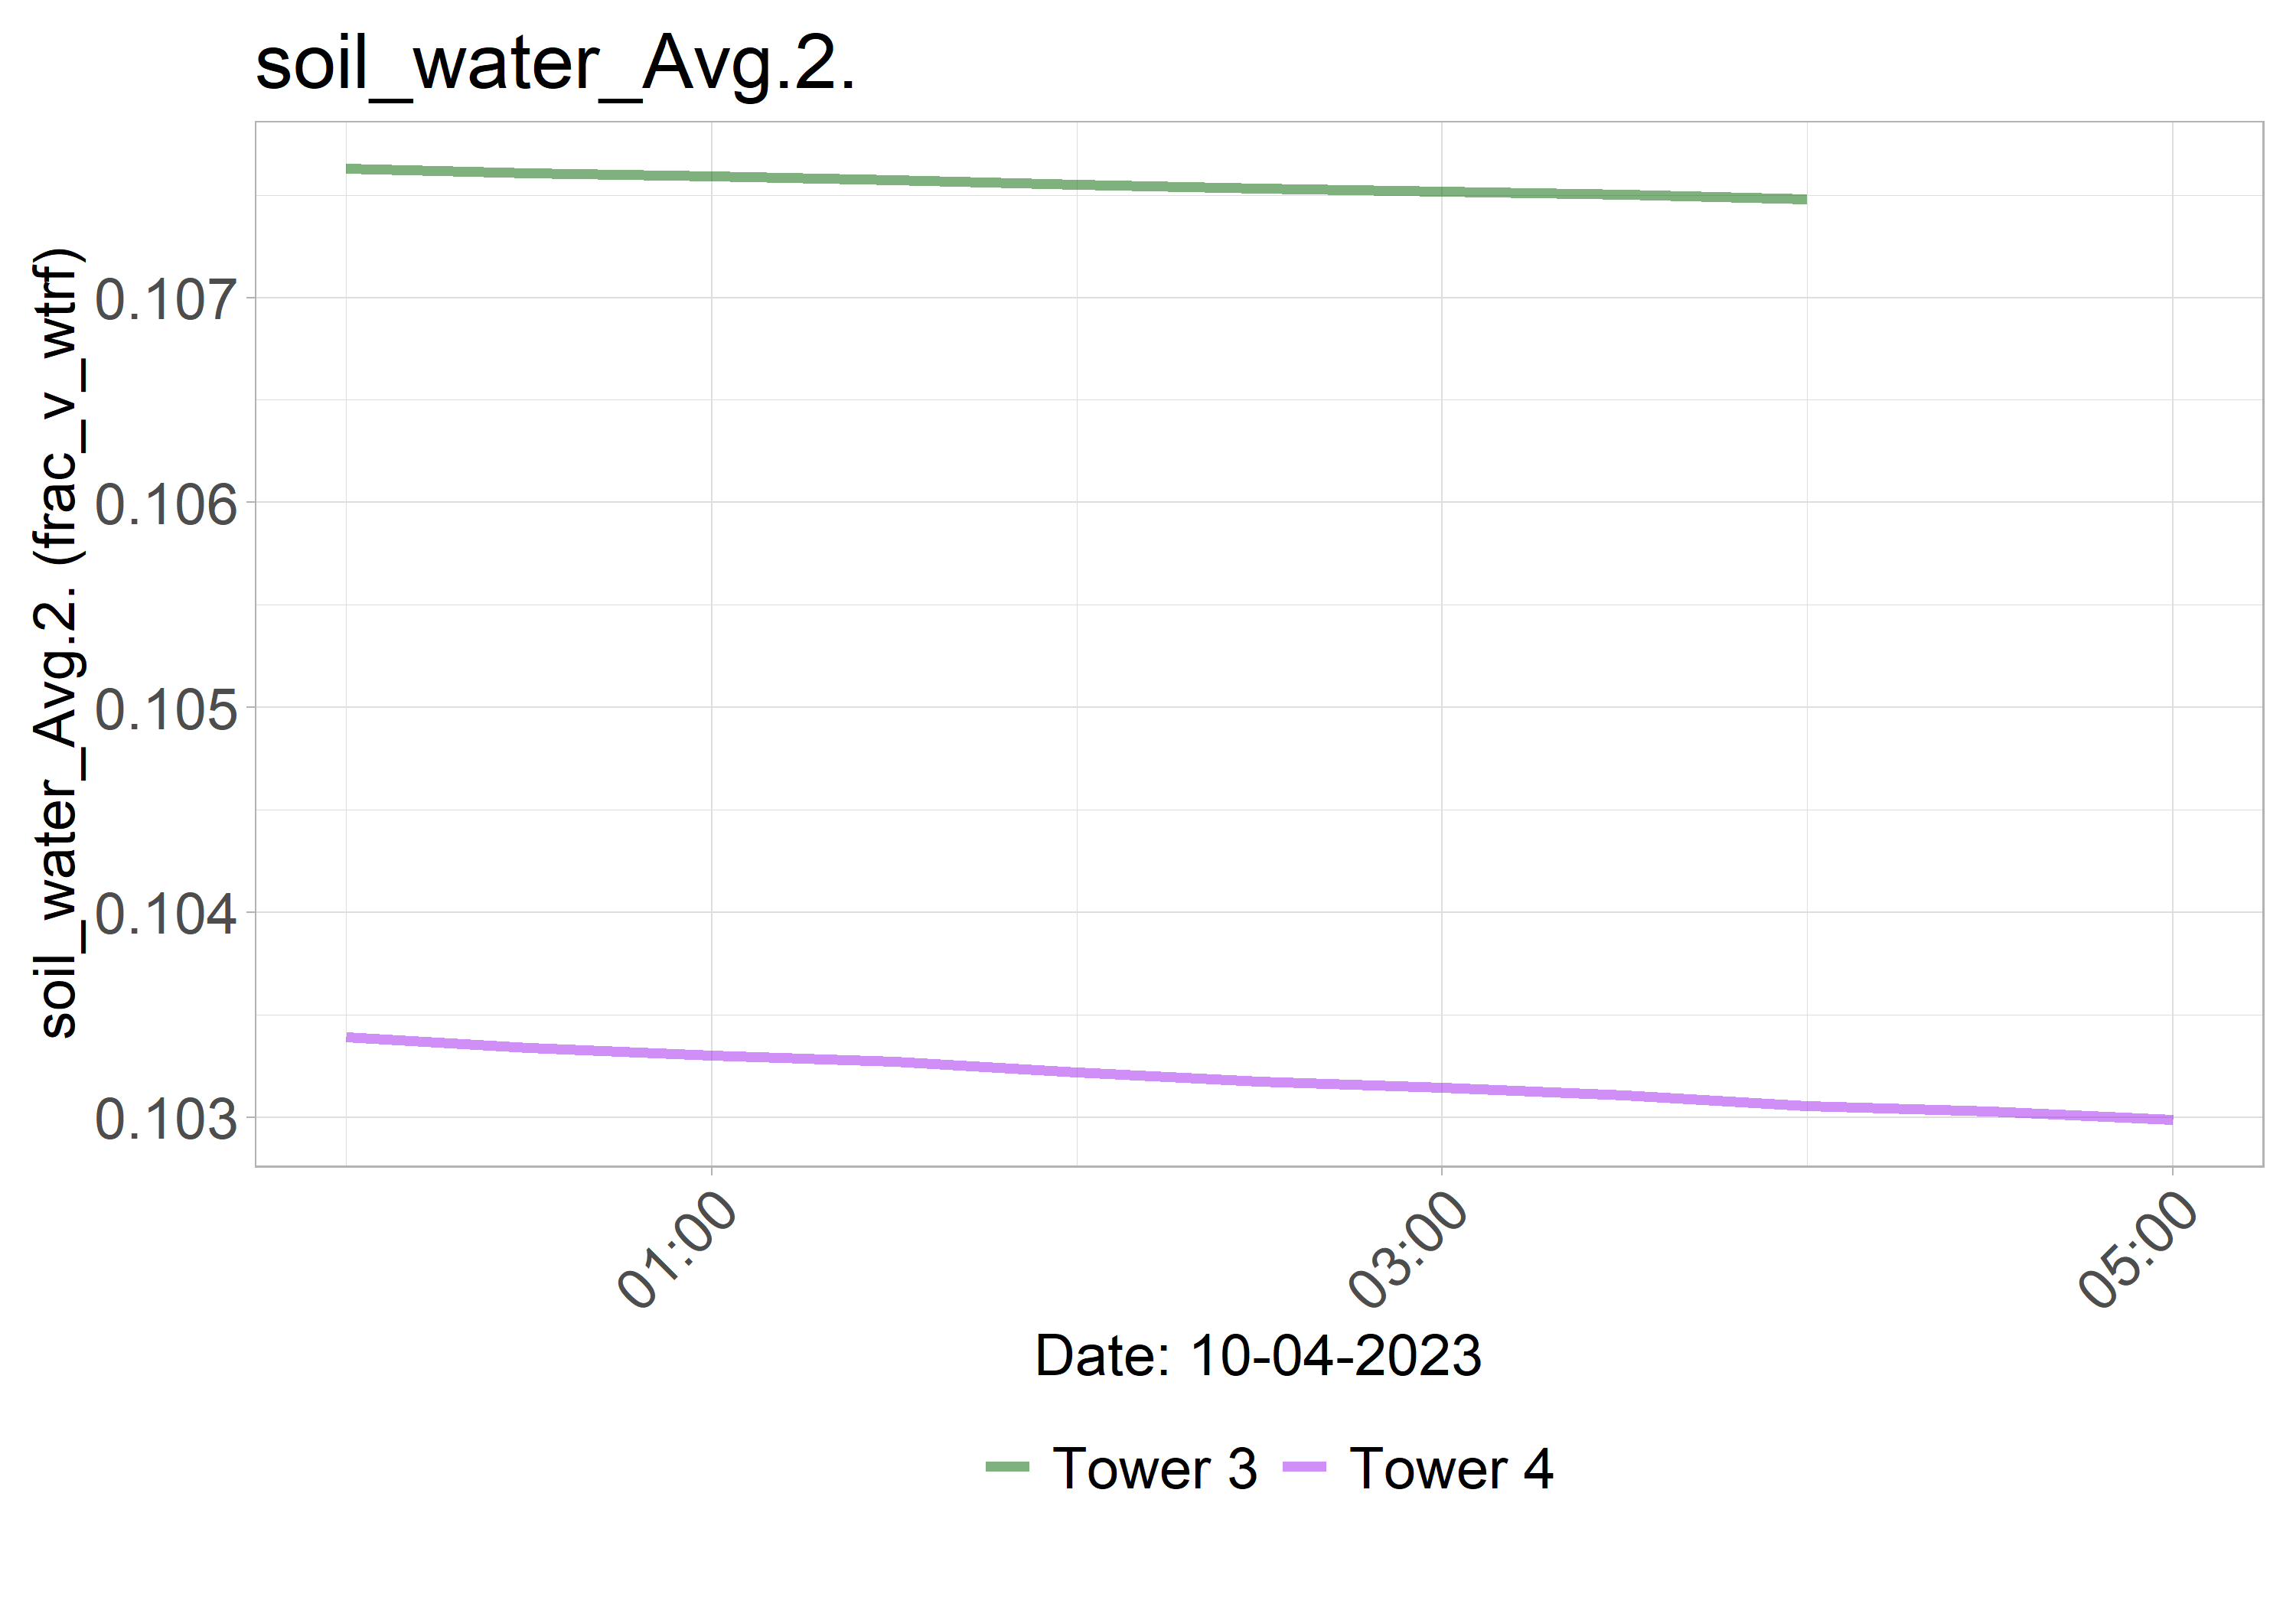 soil_water_Avg.2.
soil_water_Avg.2. (frac_v_wtrf)
0.107
0.106
0.105
0.104
0.103
01:00
03:00
05:00
Date: 10-04-2023
Tower 3
Tower 4